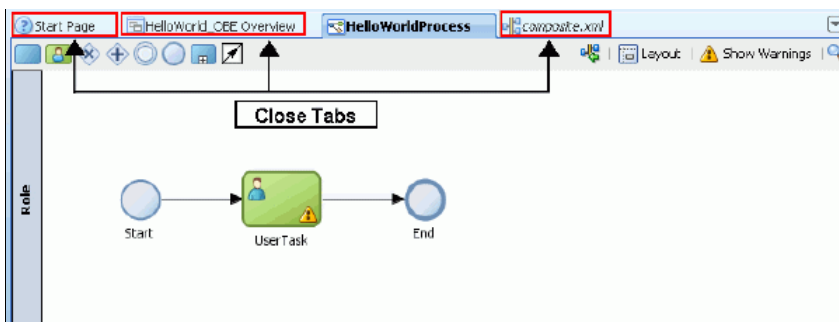 Start Page HelloWorld_OBE Overview HelloWorldProcess composite.xml
Layout Show Warnings
Close Tabs
Role
Start UserTask End